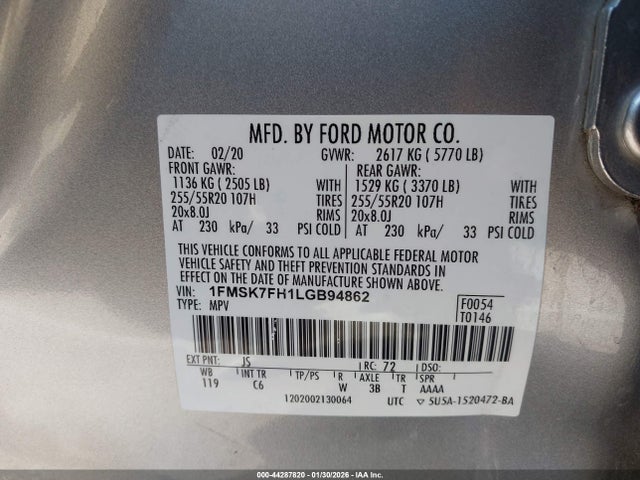 MFD. BY FORD MOTOR CO.
DATE: 02/20 GVWR: 2617 KG ( 5770 LB)
FRONT GAWR: REAR GAWR:
1136 KG ( 2505 LB) WITH 1529 KG ( 3370 LB) WITH
255/55R20 107H TIRES 255/55R20 107H TIRES
20x8.0J RIMS 20x8.0J RIMS
AT 230 kPa/ 33 PSI COLD AT 230 kPa/ 33 PSI COLD
THIS VEHICLE CONFORMS TO ALL APPLICABLE FEDERAL MOTOR
VEHICLE SAFETY AND THEFT PREVENTION STANDARDS IN
EFFECT ON THE DATE OF MANUFACTURE SHOWN ABOVE.
VIN: 1FMSK7FH1LGB94862
TYPE: MPV
F0054
T0146
EXT PNT: JS RC: 72 DSO:
WB INT TR TP/PS R AXLE TR SPR
119 C6 W 3B T AAAA
1202002130064 UTC ▽ 5U5A-1520472-BA
000-44287820 - 01/30/2026 - IAA Inc.